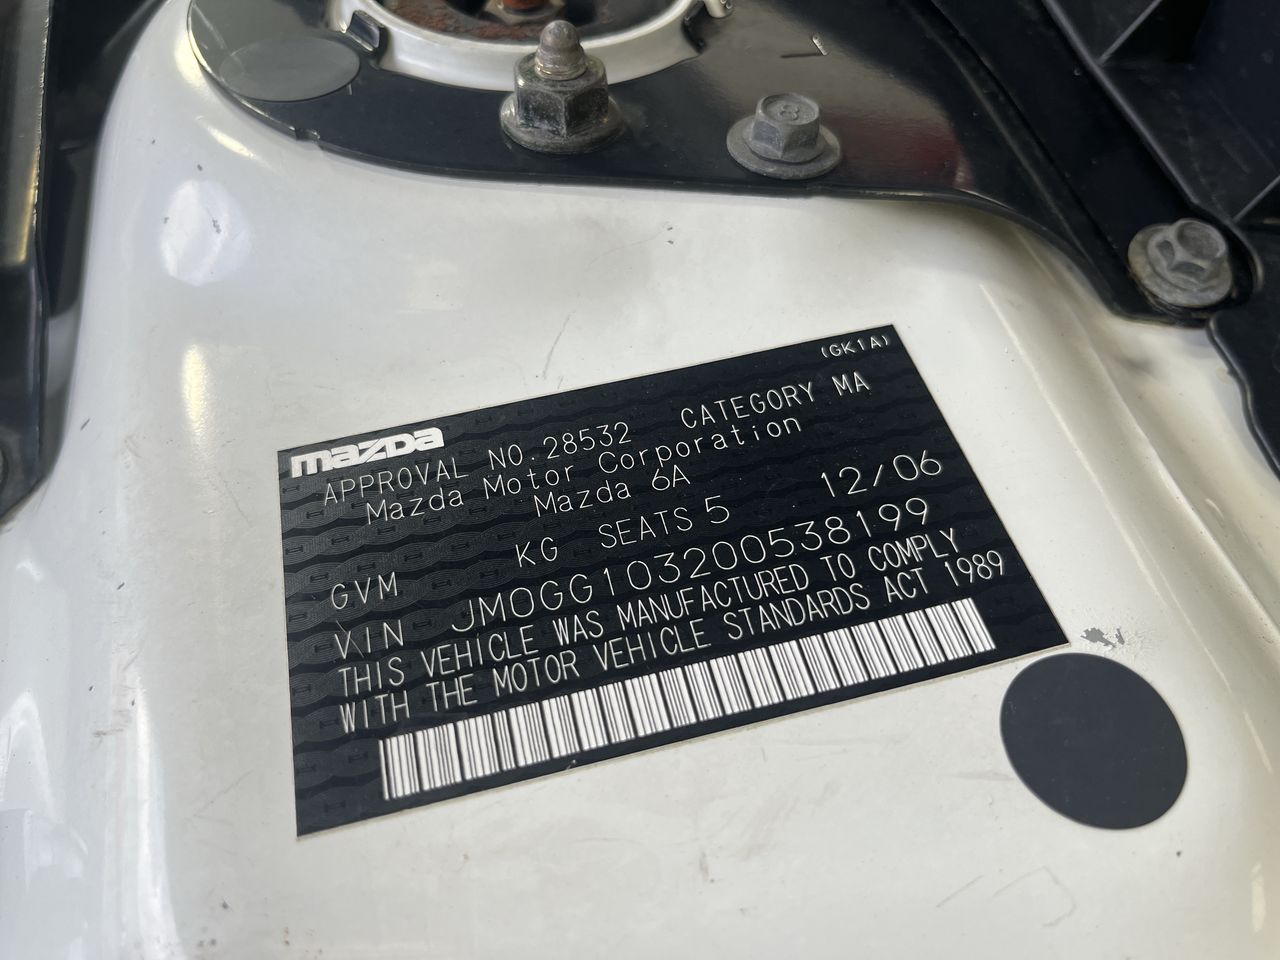 (GK1A)
mazda
APPROVAL NO.28532 CATEGORY MA
Mazda Motor Corporation
Mazda 6A
12/06
GVM KG SEATS 5
VIN JM0GG103200538199
THIS VEHICLE WAS MANUFACTURED TO COMPLY
WITH THE MOTOR VEHICLE STANDARDS ACT 1989